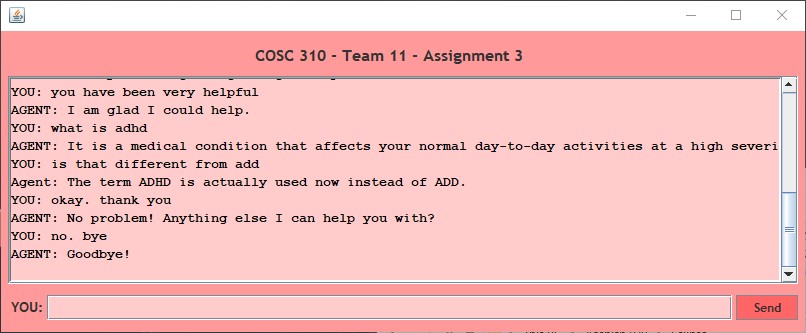 COSC 310 - Team 11 - Assignment 3
YOU: you have been very helpful
AGENT: I am glad I could help.
YOU: what is adhd
AGENT: It is a medical condition that affects your normal day-to-day activities at a high severi
YOU: is that different from add
Agent: The term ADHD is actually used now instead of ADD.
YOU: okay. thank you
AGENT: No problem! Anything else I can help you with?
YOU: no. bye
AGENT: Goodbye!
YOU:
Send